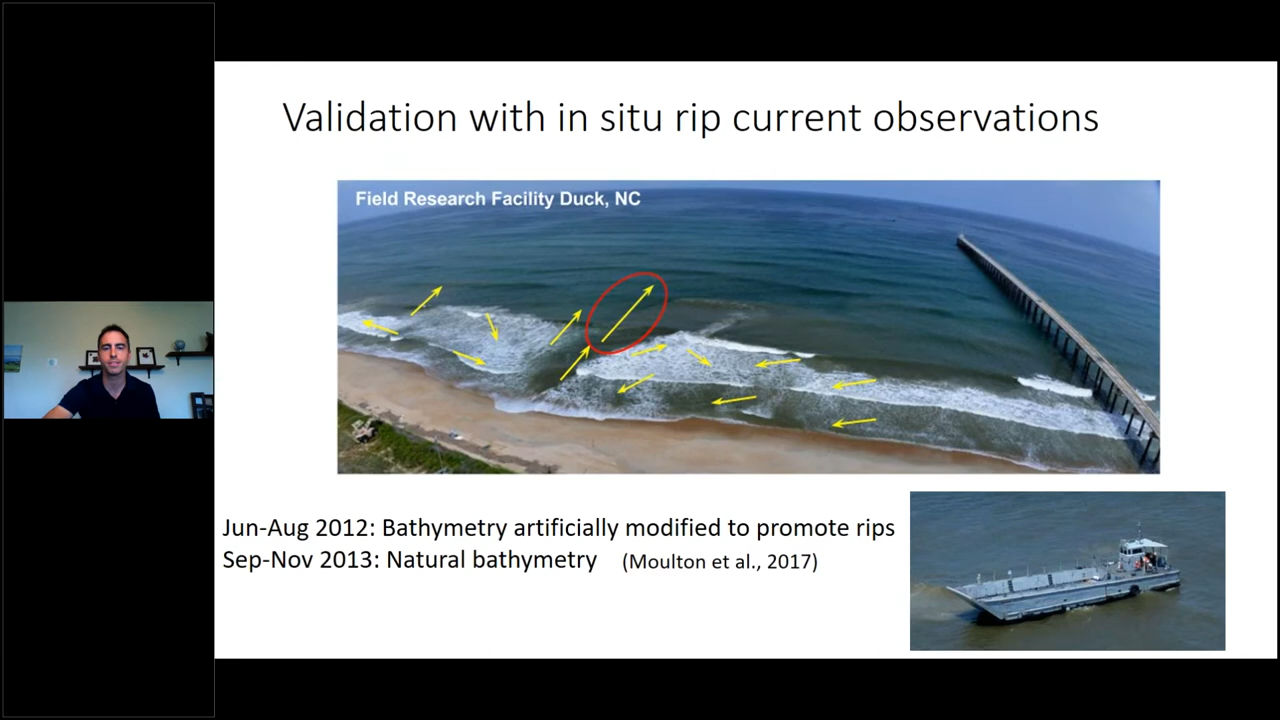 Validation with in situ rip current observations
Field Research Facility Duck, NC
Jun-Aug 2012: Bathymetry artificially modified to promote rips
Sep-Nov 2013: Natural bathymetry (Moulton et al., 2017)